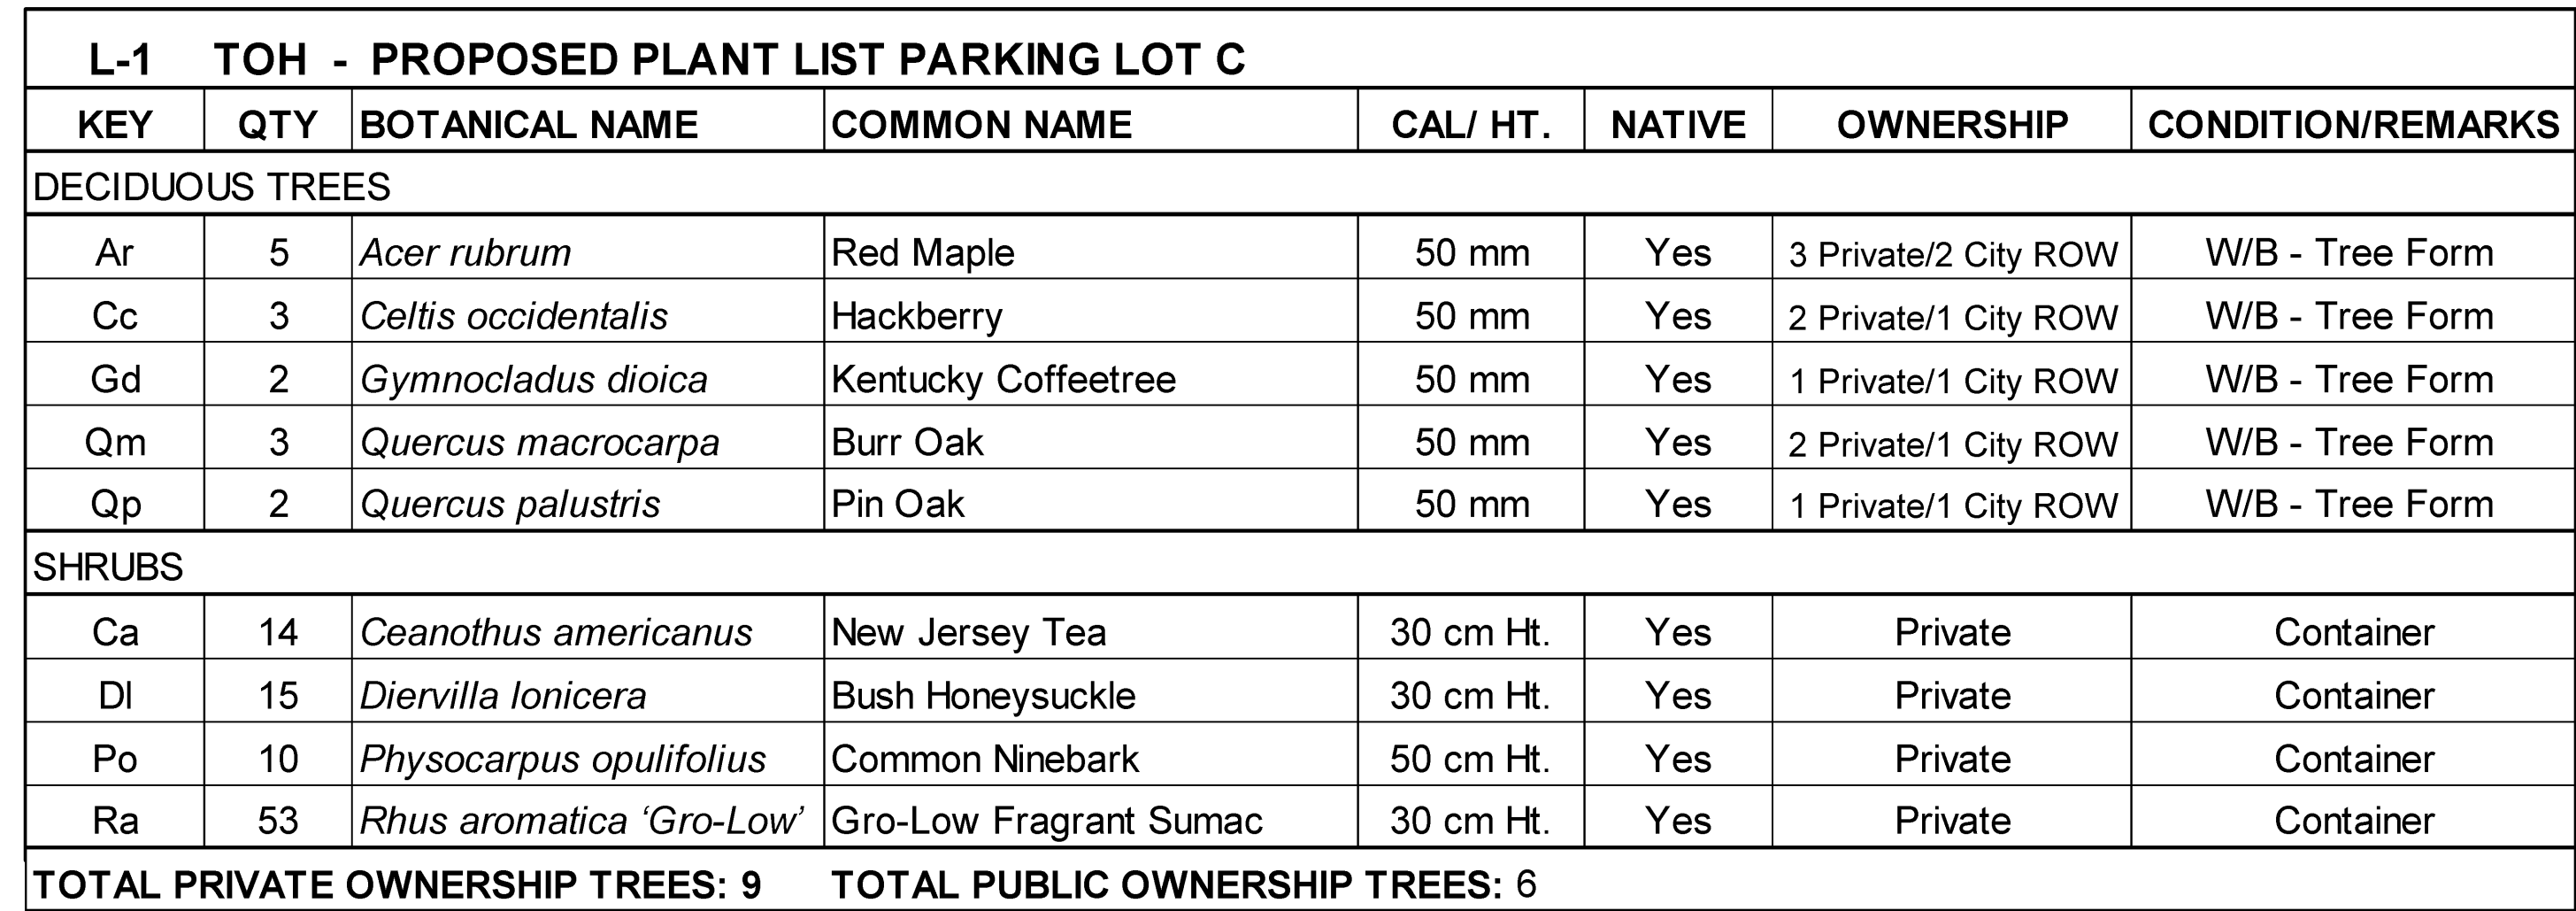 L-1 TOH - PROPOSED PLANT LIST PARKING LOT C
KEY QTY BOTANICAL NAME COMMON NAME CAL/ HT. NATIVE OWNERSHIP CONDITION/REMARKS
DECIDUOUS TREES
Ar 5 Acer rubrum Red Maple 50 mm Yes 3 Private/2 City ROW W/B - Tree Form
Cc 3 Celtis occidentalis Hackberry 50 mm Yes 2 Private/1 City ROW W/B - Tree Form
Gd 2 Gymnocladus dioica Kentucky Coffeetree 50 mm Yes 1 Private/1 City ROW W/B - Tree Form
Qm 3 Quercus macrocarpa Burr Oak 50 mm Yes 2 Private/1 City ROW W/B - Tree Form
Qp 2 Quercus palustris Pin Oak 50 mm Yes 1 Private/1 City ROW W/B - Tree Form
SHRUBS
Ca 14 Ceanothus americanus New Jersey Tea 30 cm Ht. Yes Private Container
Dl 15 Diervilla lonicera Bush Honeysuckle 30 cm Ht. Yes Private Container
Po 10 Physocarpus opulifolius Common Ninebark 50 cm Ht. Yes Private Container
Ra 53 Rhus aromatica ‘Gro-Low’ Gro-Low Fragrant Sumac 30 cm Ht. Yes Private Container
TOTAL PRIVATE OWNERSHIP TREES: 9 TOTAL PUBLIC OWNERSHIP TREES: 6